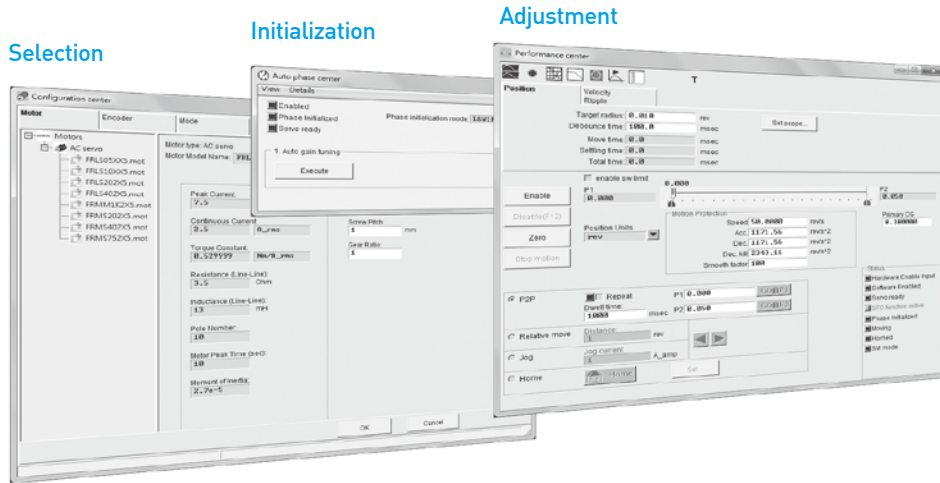 Selection
Initialization
Adjustment
Configuration center
Motor
Encoder
Mode
Motors
AC servo
FRLS05XX5.mot
FRLS10XX5.mot
FRLS202X5.mot
FRLS402X5.mot
FRMM1K2X5.mot
FRMS202X5.mot
FRMS402X5.mot
FRMS752X5.mot
Motor type: AC servo
Motor Model Name: FRL
Peak Current:
7.5
Continuous Current
2.5 A_rms
Torque Constant:
0.529999 Nm/A_rms
Resistance (Line-Line):
3.5 Ohm
Inductance (Line-Line):
13 mH
Pole Number
10
Motor Peak Time (sec):
10
Moment of inertia:
2.7e-5
Screw Pitch:
1 mm
Gear Ratio:
1
OK
Cancel
Auto phase center
View Details
Enabled
Phase Initialized
Servo ready
Phase initialization mode:
1. Auto gain tuning
Execute
Performance center
T
Position
Velocity
Ripple
Target radius: 0.010 rev
Debounce time: 100.0 msec
Move time: 0.0 msec
Settling time: 0.0 msec
Total time: 0.0 msec
Set scope...
Enable
Disable(F12)
Zero
Stop motion
enable sw limit
P1
0.000
0.000
P2
0.050
Position Units
rev
Motion Protection
Speed 50.0000 rev/s
Acc. 1171.56 rev/s^2
Dec. 1171.56 rev/s^2
Dec. kill 2343.11 rev/s^2
Smooth factor 100
Primary CG
0.300000
Status
Hardware Enable Input
Software Enabled
Servo ready
STO function active
Phase Initialized
Moving
Homed
SM mode
P2P
Repeat
Dwell time:
1000 msec
P1 0.000
P2 0.050
Relative move
Distance:
1 rev
Jog
Jog current
1 A_amp
Home
Home
Set